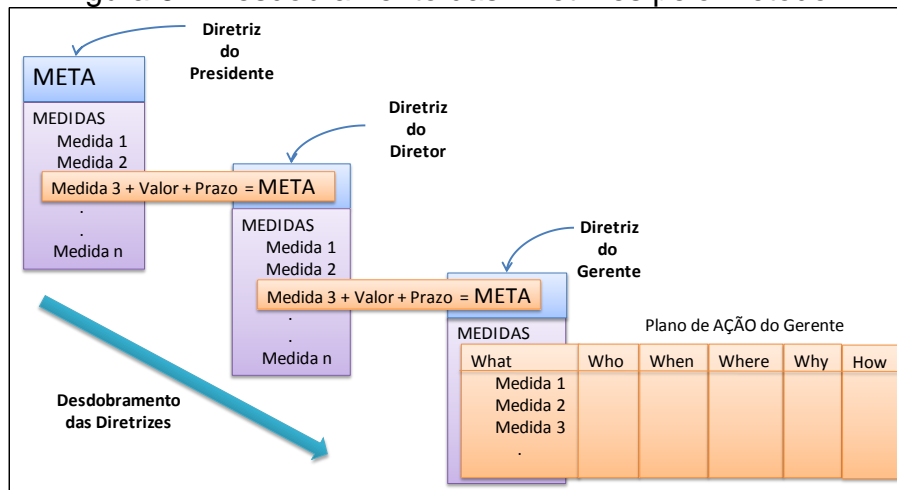 Diretriz
do
Presidente
META
MEDIDAS
Medida 1
Medida 2
Medida 3 + Valor + Prazo = META
.
.
Medida n
Diretriz
do
Diretor
MEDIDAS
Medida 1
Medida 2
Medida 3 + Valor + Prazo = META
.
.
Medida n
Diretriz
do
Gerente
MEDIDAS
Plano de AÇÃO do Gerente
What Who When Where Why How
Medida 1
Medida 2
Medida 3
.
Desdobramento
das Diretrizes